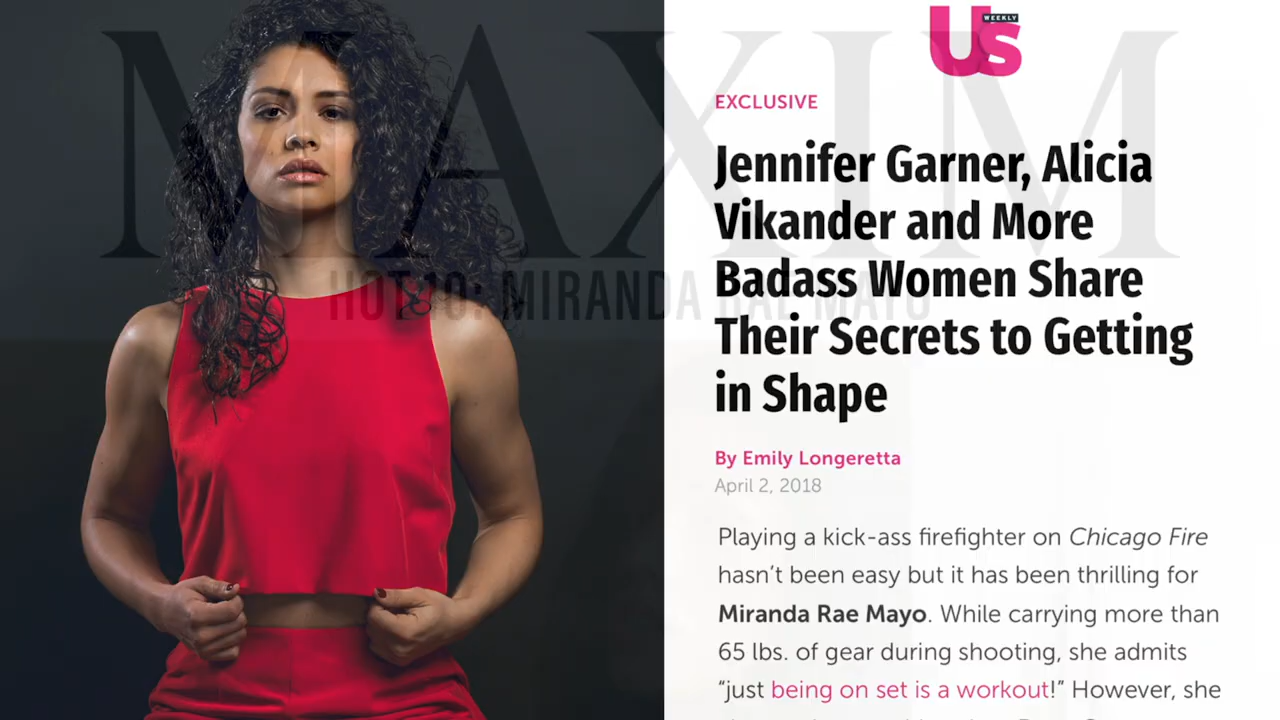 MAXIM
HOT 10: MIRANDA RAE MAYO
Us
WEEKLY
EXCLUSIVE
Jennifer Garner, Alicia
Vikander and More
Badass Women Share
Their Secrets to Getting
in Shape
By Emily Longeretta
April 2, 2018
Playing a kick-ass firefighter on Chicago Fire
hasn’t been easy but it has been thrilling for
Miranda Rae Mayo. While carrying more than
65 lbs. of gear during shooting, she admits
“just being on set is a workout!” However, she